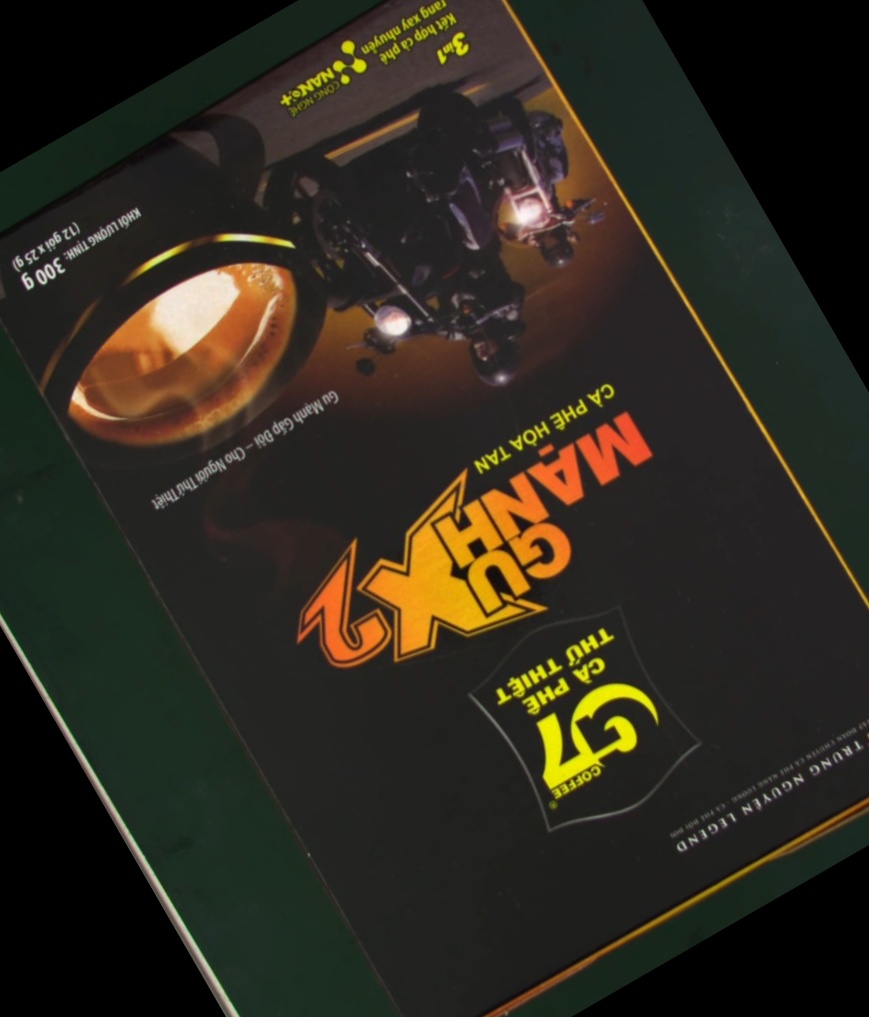 TRUNG NGUYÊN LEGEND
COFFEE
G7
®
CÀ PHÊ
THỨ THIỆT
GU
MẠNH
X2
CÀ PHÊ HÒA TAN
Gu Mạnh Gấp Đôi – Cho Người Thứ Thiệt
KHỐI LƯỢNG TỊNH: 300 g
(12 gói x 25 g)
3in1
Kết hợp cà phê
rang xay nhuyễn
CÔNG NGHỆ
NANO+